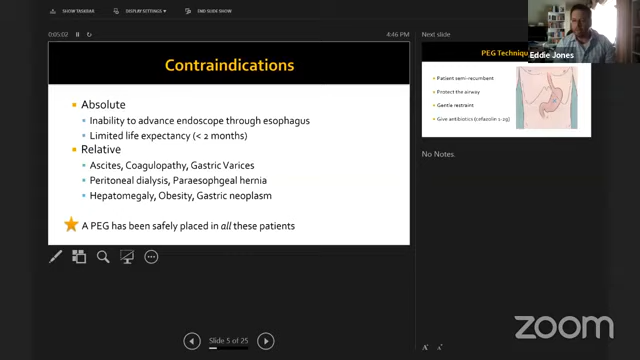 SHOW TASKBAR
DISPLAY SETTINGS
END SLIDE SHOW
0:05:02
4:46 PM
Next slide
Contraindications
Absolute
Inability to advance endoscope through esophagus
Limited life expectancy (< 2 months)
Relative
Ascites, Coagulopathy, Gastric Varices
Peritoneal dialysis, Paraesophgeal hernia
Hepatomegaly, Obesity, Gastric neoplasm
A PEG has been safely placed in all these patients
PEG Techniqu
Patient semi-recumbent
Protect the airway
Gentle restraint
Give antibiotics (cefazolin 1-2g)
Eddie Jones
No Notes.
Slide 5 of 25
A A
zoom